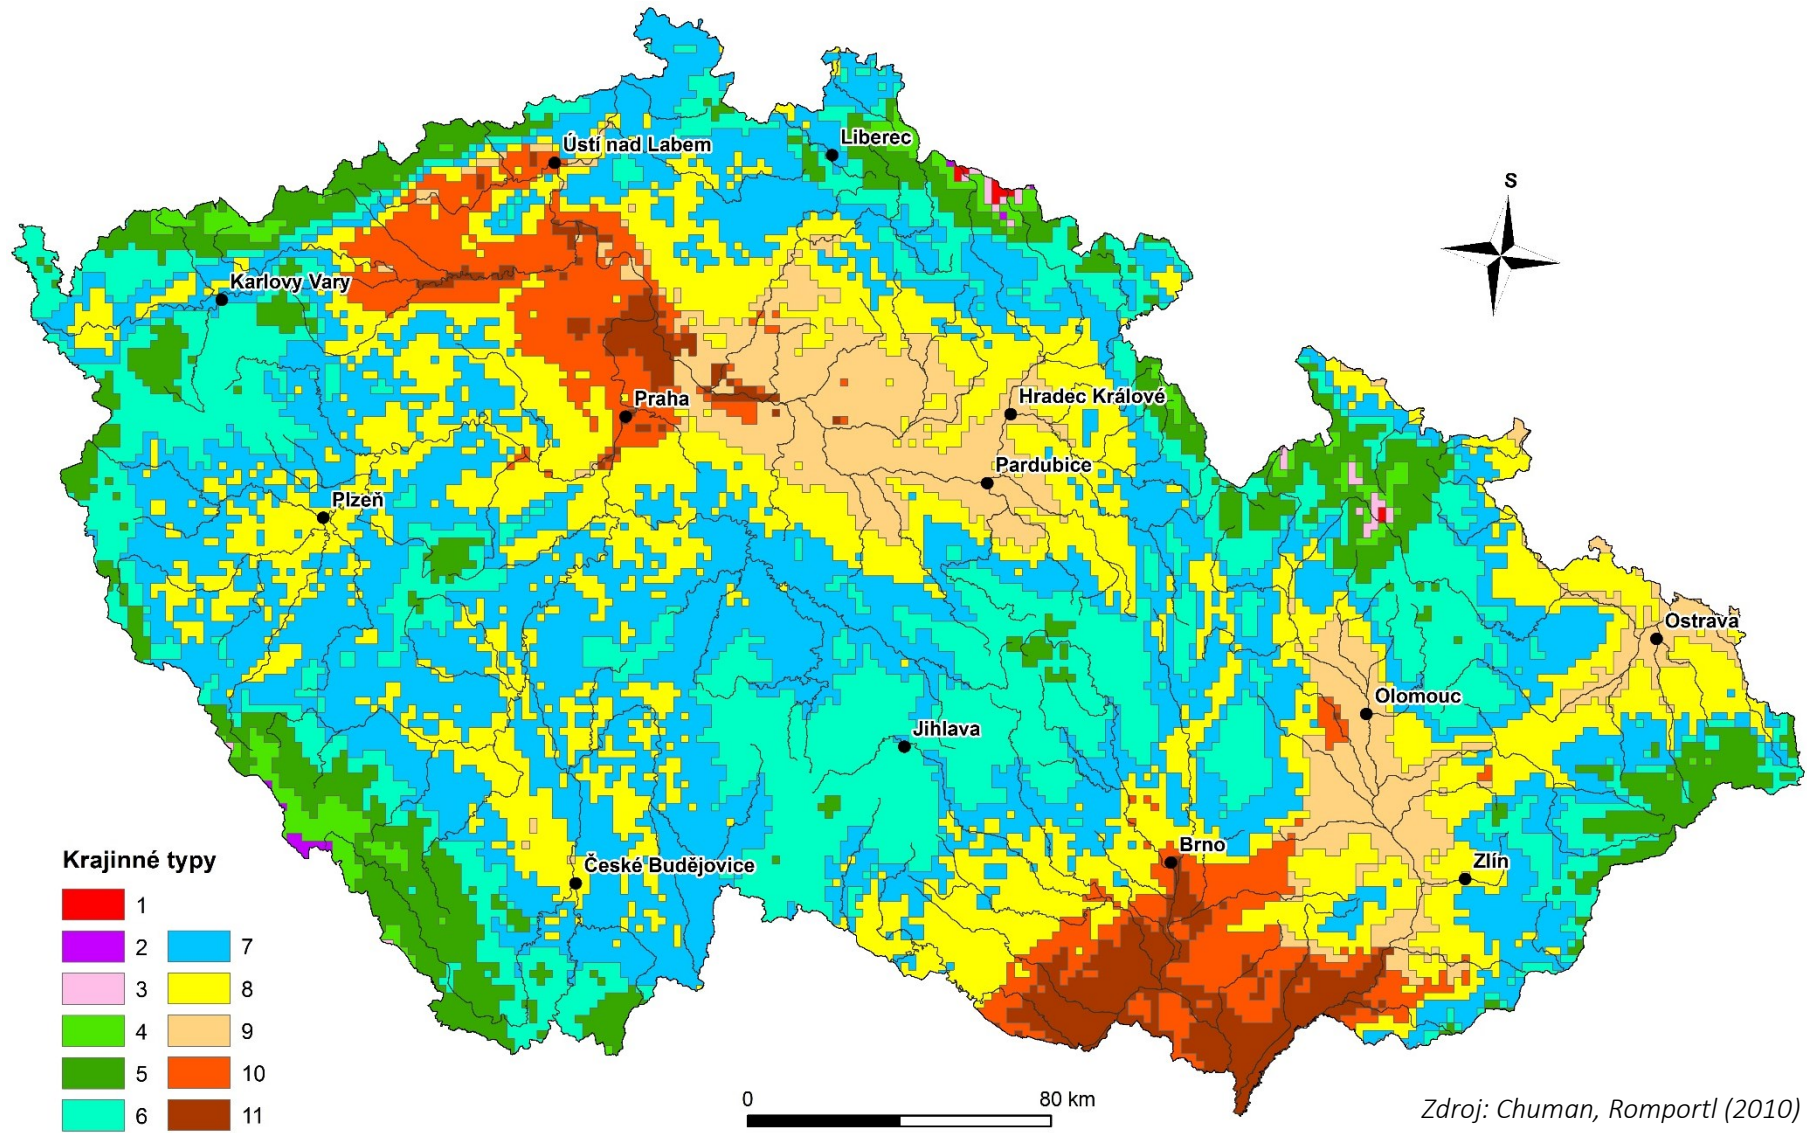 S
Liberec
Ústí nad Labem
Karlovy Vary
Praha
Hradec Králové
Pardubice
Plzeň
Ostrava
Olomouc
Jihlava
Brno
Zlín
České Budějovice
Krajinné typy
1
2 7
3 8
4 9
5 10
6 11
0 80 km
Zdroj: Chuman, Romportl (2010)